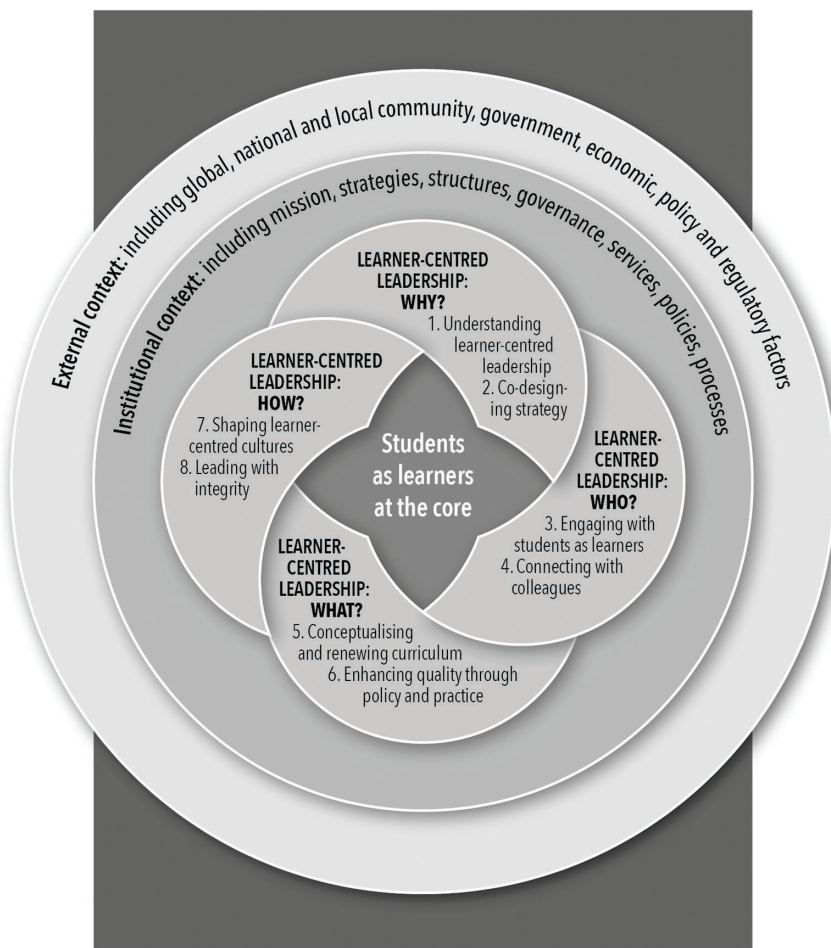 External context: including global, national and local community, government, economic, policy and regulatory factors
Institutional context: including mission, strategies, structures, governance, services, policies, processes
LEARNER-CENTRED
LEADERSHIP:
WHY?
1. Understanding
learner-centred
leadership
2. Co-design-
ing strategy
LEARNER-
CENTRED
LEADERSHIP:
WHO?
3. Engaging with
students as learners
4. Connecting with
colleagues
LEARNER-
CENTRED
LEADERSHIP:
WHAT?
5. Conceptualising
and renewing curriculum
6. Enhancing quality through
policy and practice
LEARNER-CENTRED
LEADERSHIP:
HOW?
7. Shaping learner-
centred cultures
8. Leading with
integrity
Students
as learners
at the core